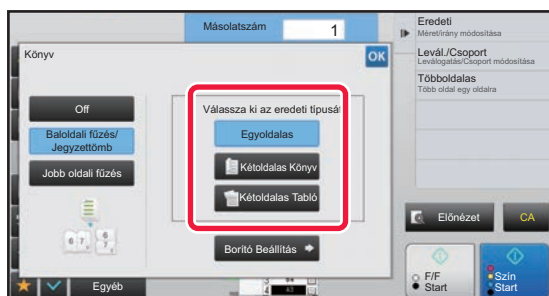 Másolatszám
1
Könyv
OK
Off
Baloldali fűzés/
Jegyzettömb
Jobb oldali fűzés
Válassza ki az eredeti típusát
Egyoldalas
Kétoldalas Könyv
Kétoldalas Tabló
Borító Beállítás
Egyéb
Eredeti
Méret/irány módosítása
Levál./Csoport
Leválogatás/Csoport módosítása
Többoldalas
Több oldal egy oldalra
Előnézet
CA
F/F
Start
Szín
Start